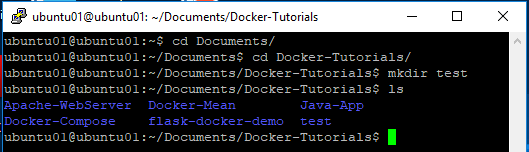 ubuntu01@ubuntu01: ~/Documents/Docker-Tutorials
ubuntu01@ubuntu01:~$ cd Documents/
ubuntu01@ubuntu01:~/Documents$ cd Docker-Tutorials/
ubuntu01@ubuntu01:~/Documents/Docker-Tutorials$ mkdir test
ubuntu01@ubuntu01:~/Documents/Docker-Tutorials$ ls
Apache-WebServer  Docker-Mean        Java-App
Docker-Compose    flask-docker-demo  test
ubuntu01@ubuntu01:~/Documents/Docker-Tutorials$